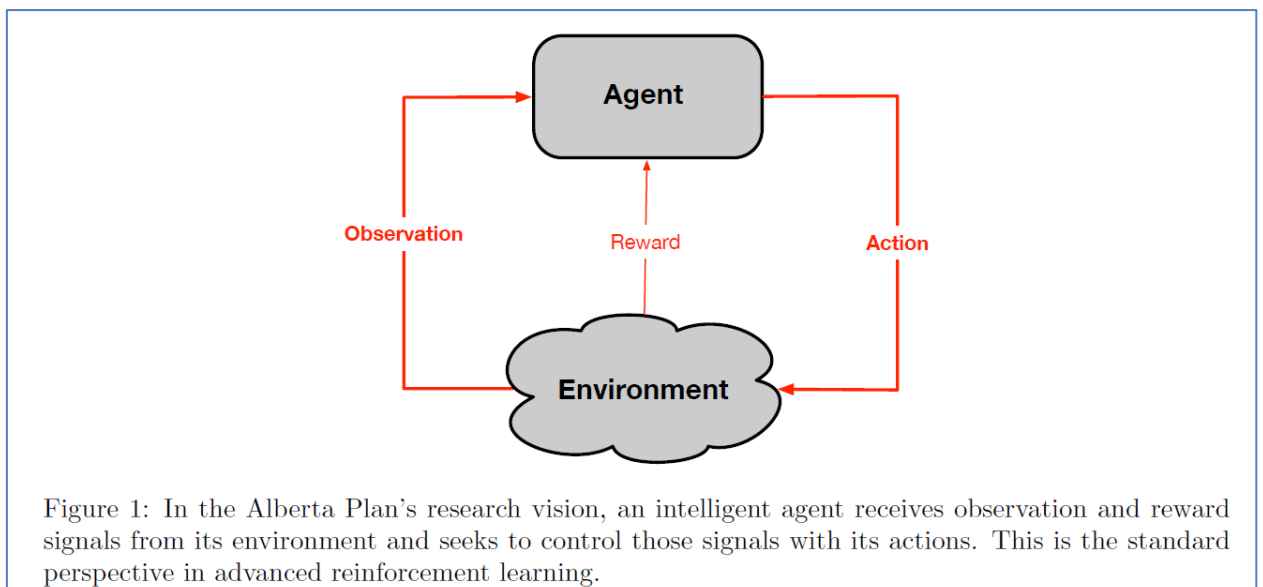 Agent
Observation
Reward
Action
Environment
Figure 1: In the Alberta Plan's research vision, an intelligent agent receives observation and reward
signals from its environment and seeks to control those signals with its actions. This is the standard
perspective in advanced reinforcement learning.